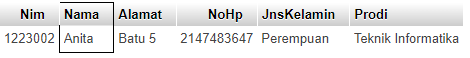 Nim Nama Alamat NoHp JnsKelamin Prodi
1223002 Anita Batu 5 2147483647 Perempuan Teknik Informatika